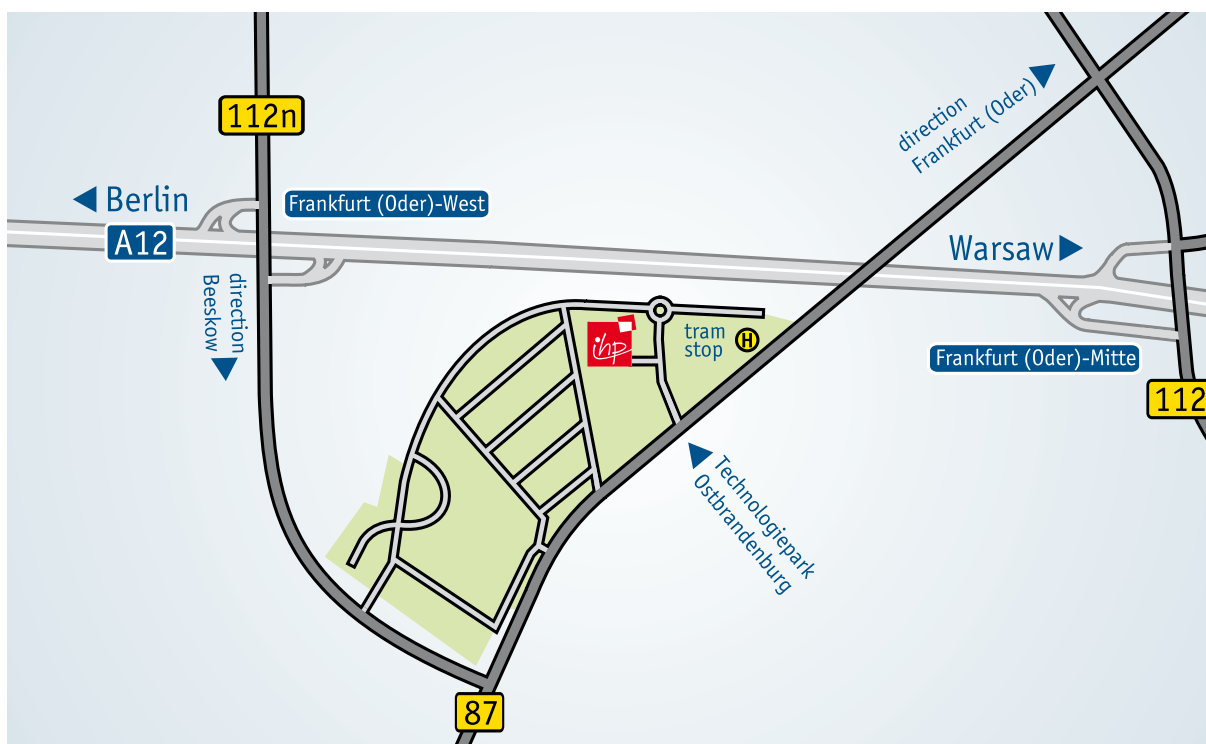 112n
direction
Frankfurt (Oder)
Berlin
Frankfurt (Oder)-West
A12
Warsaw
direction
Beeskow
ihp
tram
stop
H
Frankfurt (Oder)-Mitte
112
Technologiepark
Ostbrandenburg
87